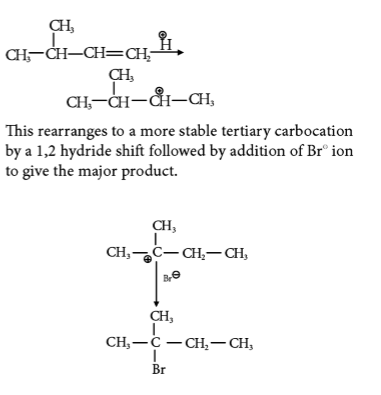 CH₃
CH₃—CH—CH=CH₂ ⊕H
CH₃
CH₃—CH—CH—CH₃
⊕
This rearranges to a more stable tertiary carbocation
by a 1,2 hydride shift followed by addition of Br⊖ ion
to give the major product.
CH₃
CH₃—C—CH₂—CH₃
⊕
Br⊖
CH₃
CH₃—C—CH₂—CH₃
Br